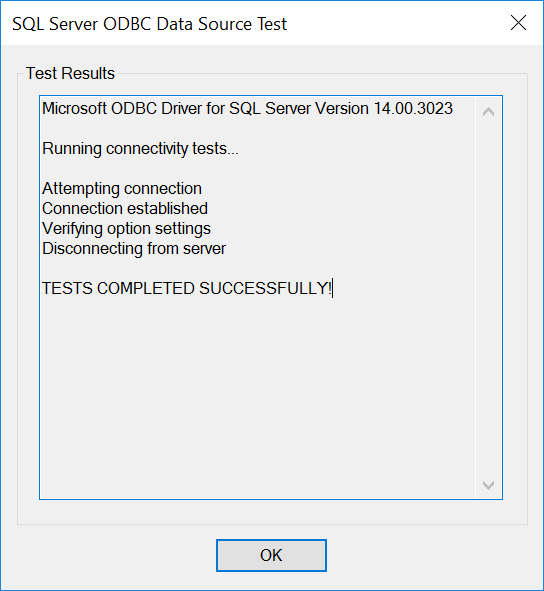 SQL Server ODBC Data Source Test
Test Results
Microsoft ODBC Driver for SQL Server Version 14.00.3023
Running connectivity tests...
Attempting connection
Connection established
Verifying option settings
Disconnecting from server
TESTS COMPLETED SUCCESSFULLY!
OK